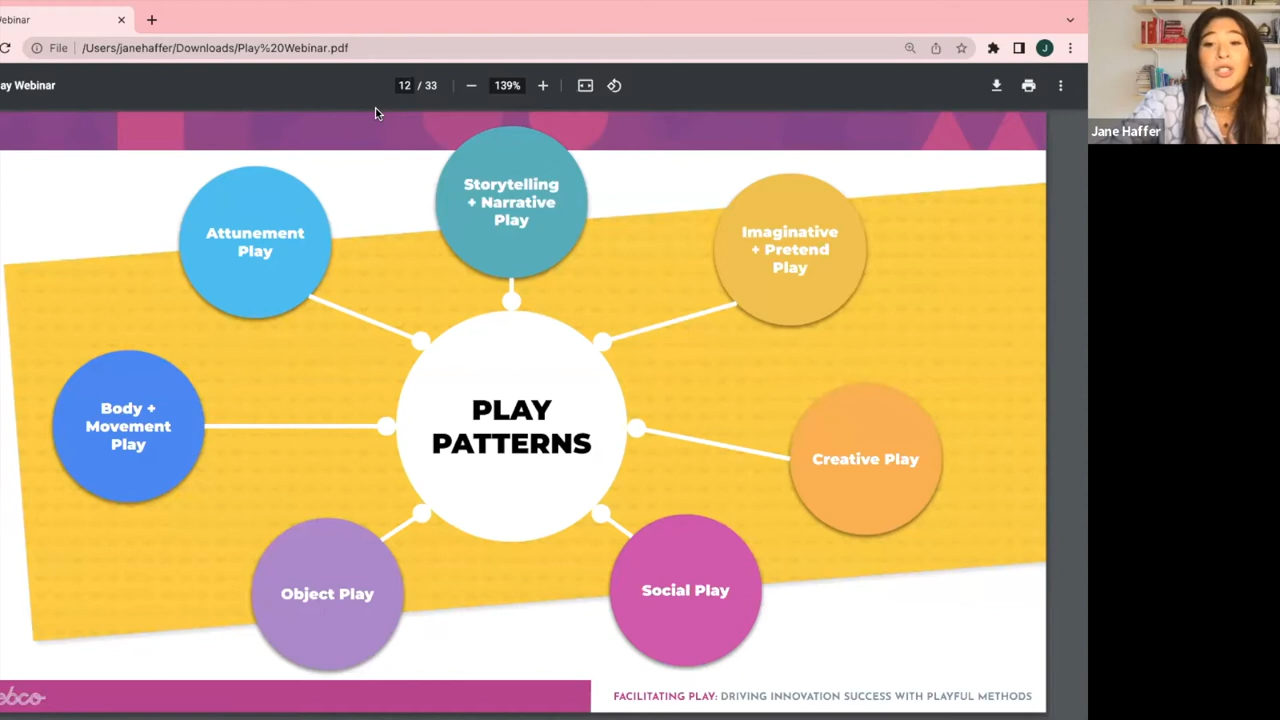 ebinar
File
/Users/janehaffer/Downloads/Play%20Webinar.pdf
J
ay Webinar
12 / 33
139%
Jane Haffer
Storytelling
+ Narrative
Play
Attunement
Play
Imaginative
+ Pretend
Play
Body +
Movement
Play
PLAY
PATTERNS
Creative Play
Object Play
Social Play
ebco
FACILITATING PLAY: DRIVING INNOVATION SUCCESS WITH PLAYFUL METHODS